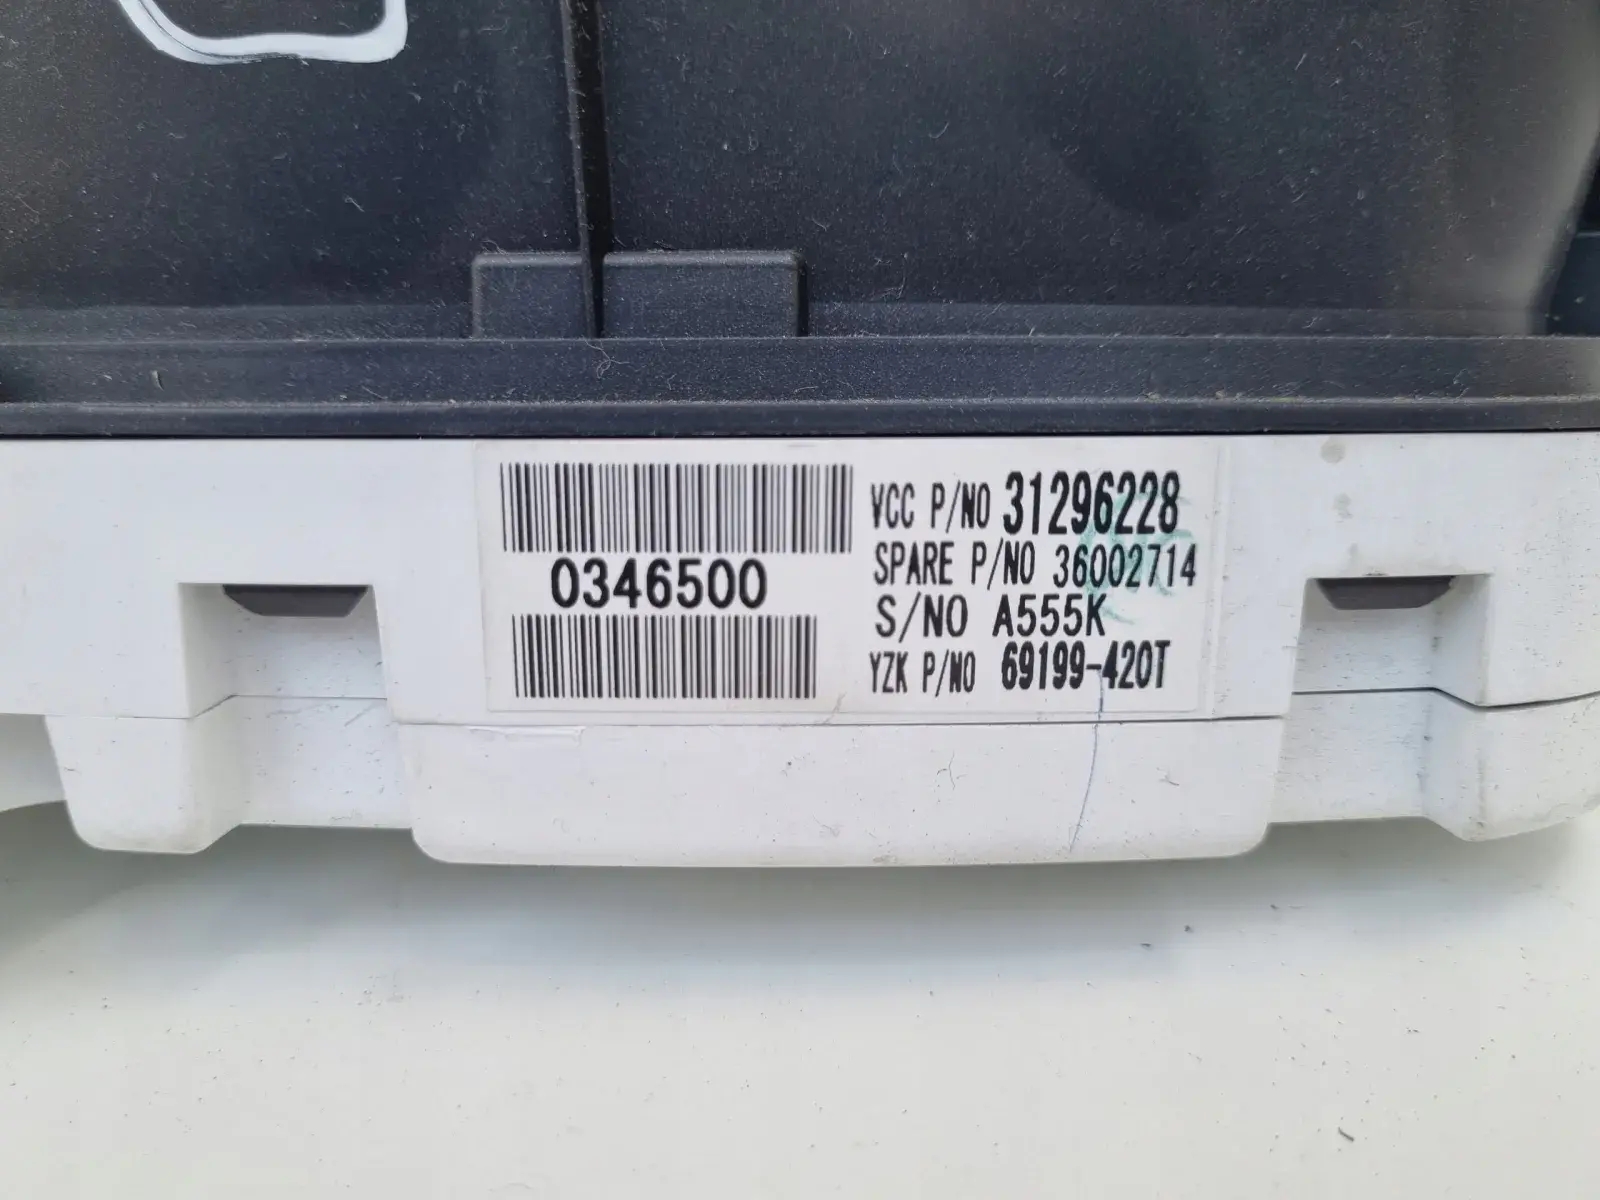 0346500
VCC P/NO 31296228
SPARE P/NO 36002714
S/NO A555K
YZK P/NO 69199-420T